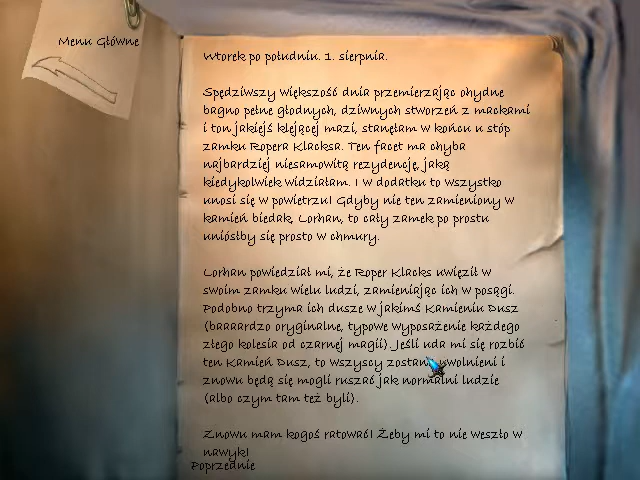 Menu Główne
Wtorek po południu. 1. sierpnia.
Spędziwszy większość dnia przemierzając ohydne
bagno pełne głodnych, dziwnych stworzeń z mackami
i ton jakiejś klejącej mazi, stanęłam w końcu u stóp
zamku Ropera Klacksa. Ten facet ma chyba
najbardziej niesamowitą rezydencję, jaką
kiedykolwiek widziałam. I w dodatku to wszystko
unosi się w powietrzu! Gdyby nie ten zamieniony w
kamień biedak, Lorhan, to cały zamek po prostu
uniósłby się prosto w chmury.
Lorhan powiedział mi, że Roper Klacks uwięził w
swoim zamku wielu ludzi, zamieniając ich w posągi.
Podobno trzyma ich dusze w jakimś Kamieniu Dusz
(baaaardzo oryginalne, typowe wyposażenie każdego
złego kolesia od czarnej magii). Jeśli uda mi się rozbić
ten Kamień Dusz, to wszyscy zostaną uwolnieni i
znowu będą się mogli ruszać jak normalni ludzie
(albo czym tam też byli).
Znowu mam kogoś ratować! Żeby mi to nie weszło w
nawyk!
Poprzednie